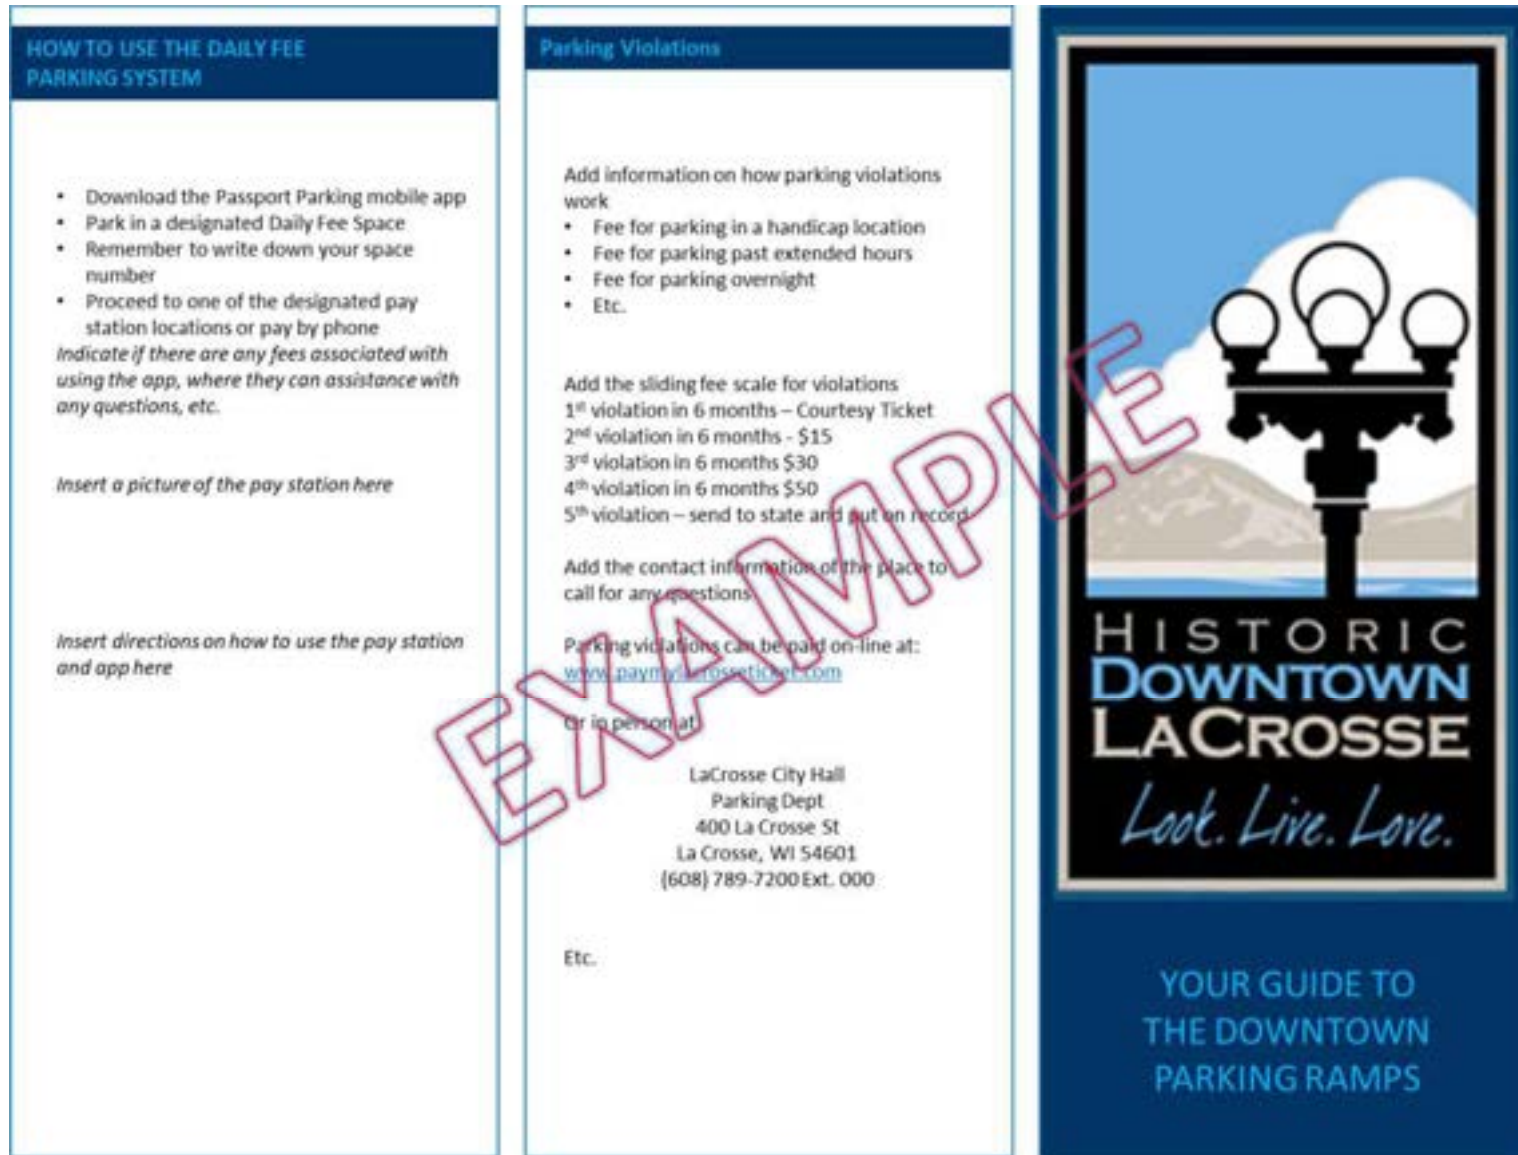 HOW TO USE THE DAILY FEE
PARKING SYSTEM
• Download the Passport Parking mobile app
• Park in a designated Daily Fee Space
• Remember to write down your space
number
• Proceed to one of the designated pay
station locations or pay by phone
Indicate if there are any fees associated with
using the app, where they can assistance with
any questions, etc.
Insert a picture of the pay station here
Insert directions on how to use the pay station
and app here
Parking Violations
Add information on how parking violations
work
• Fee for parking in a handicap location
• Fee for parking past extended hours
• Fee for parking overnight
• Etc.
Add the sliding fee scale for violations
1st violation in 6 months – Courtesy Ticket
2nd violation in 6 months - $15
3rd violation in 6 months $30
4th violation in 6 months $50
5th violation – send to state and put on record
Add the contact information of the place to
call for any questions
Parking violations can be paid on-line at:
www.paymylacrosseticket.com
Or in person at
LaCrosse City Hall
Parking Dept
400 La Crosse St
La Crosse, WI 54601
(608) 789-7200 Ext. 000
Etc.
EXAMPLE
HISTORIC
DOWNTOWN
LACROSSE
Look. Live. Love.
YOUR GUIDE TO
THE DOWNTOWN
PARKING RAMPS